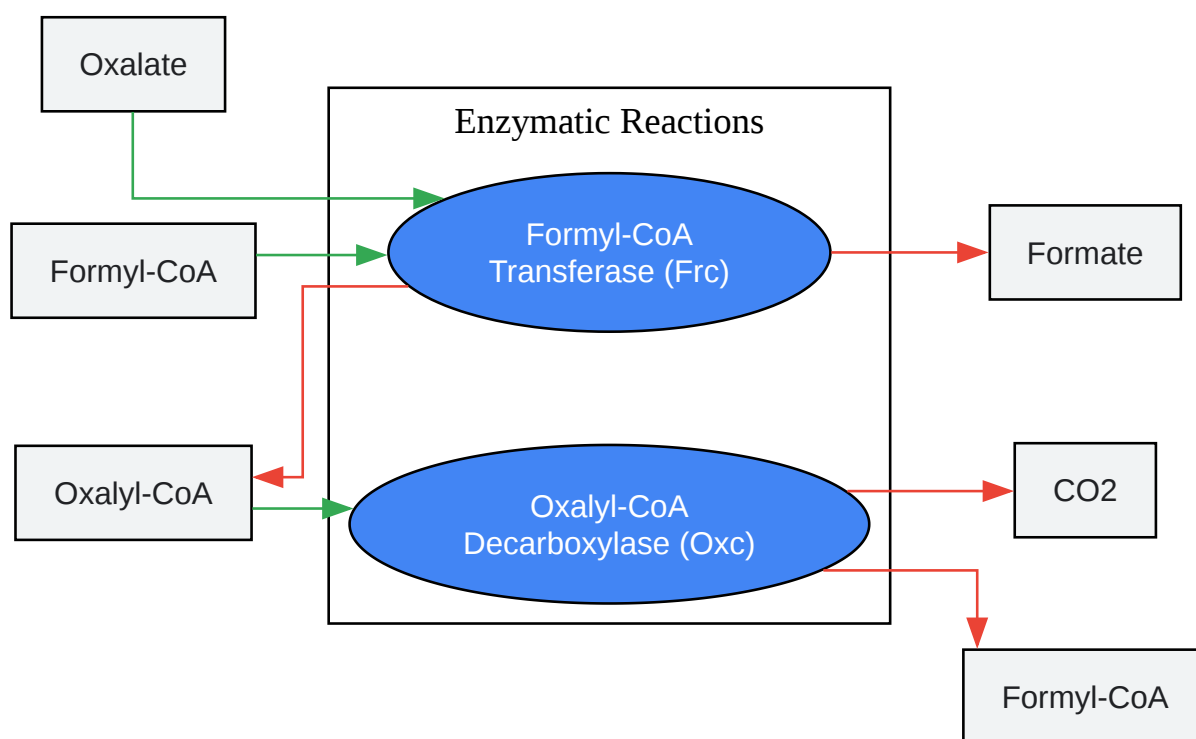 Oxalate
Enzymatic Reactions
Formyl-CoA
Transferase (Frc)
Formyl-CoA
Formate
Oxalyl-CoA
Oxalyl-CoA
Decarboxylase (Oxc)
CO2
Formyl-CoA